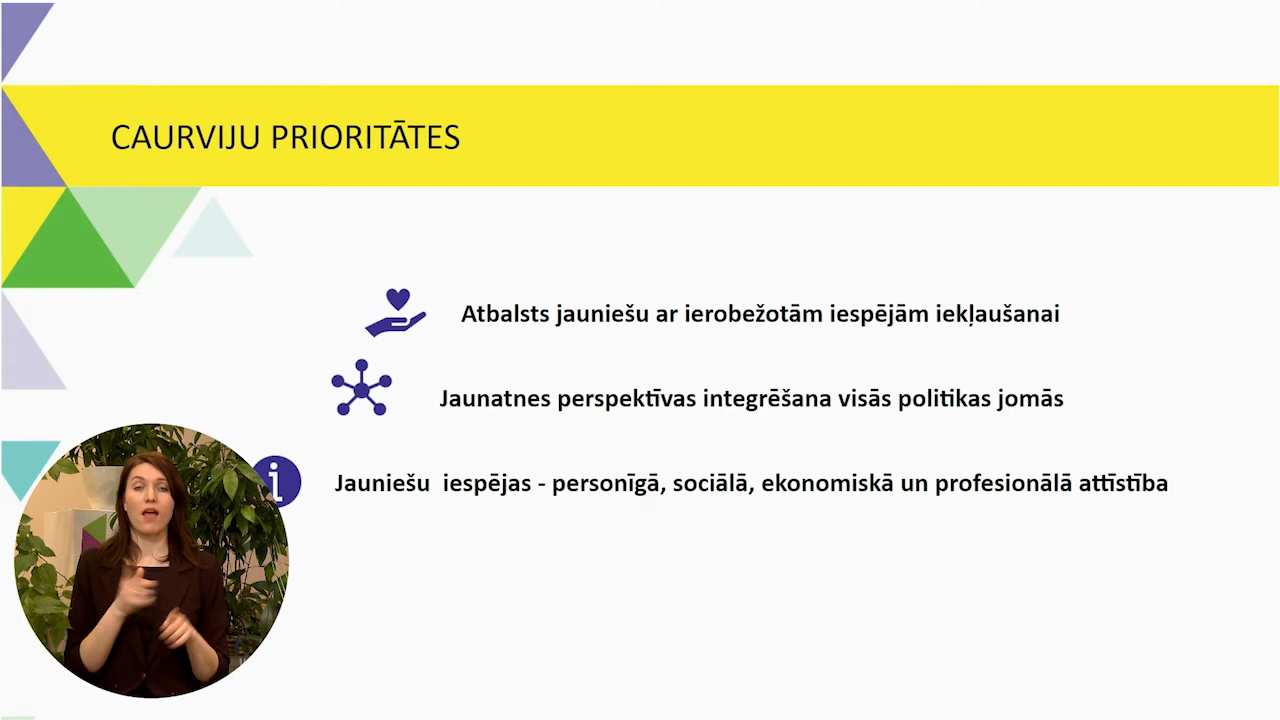 CAURVIJU PRIORITĀTES
Atbalsts jauniešu ar ierobežotām iespējām iekļaušanai
Jaunatnes perspektīvas integrēšana visās politikas jomās
Jauniešu iespējas - personīgā, sociālā, ekonomiskā un profesionālā attīstība